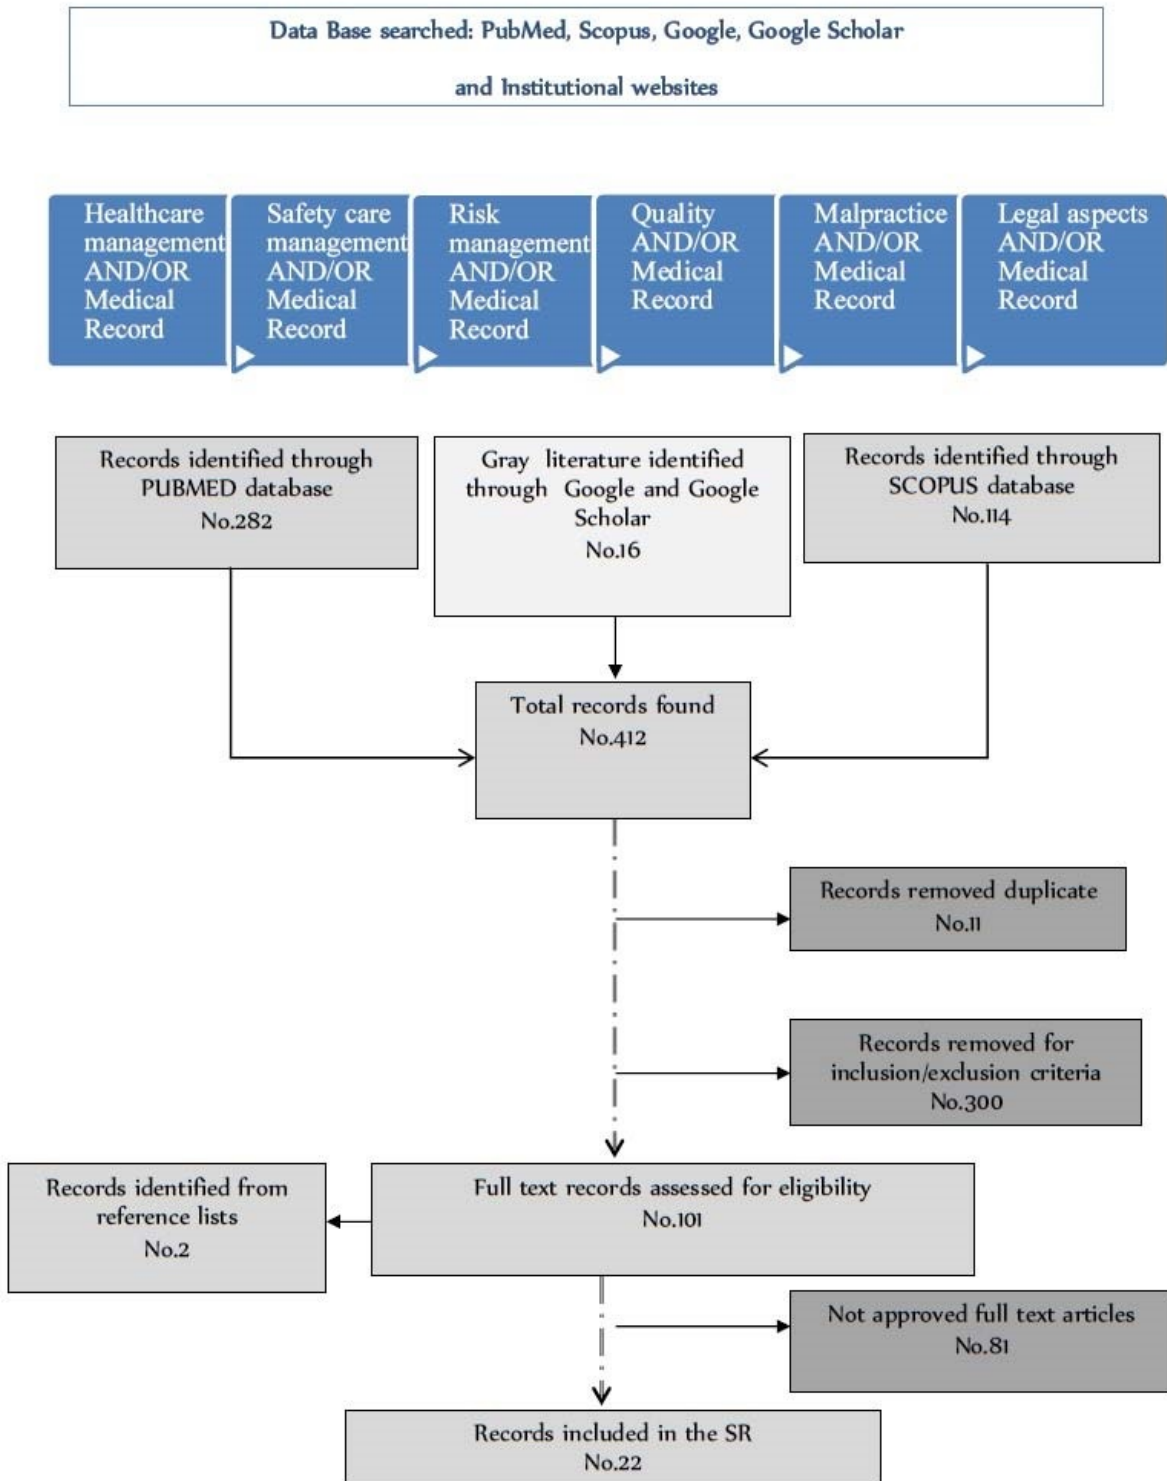 Data Base searched: PubMed, Scopus, Google, Google Scholar
and Institutional websites
Healthcare
management
AND/OR
Medical
Record
Safety care
management
AND/OR
Medical
Record
Risk
management
AND/OR
Medical
Record
Quality
AND/OR
Medical
Record
Malpractice
AND/OR
Medical
Record
Legal aspects
AND/OR
Medical
Record
Records identified through
PUBMED database
No.282
Gray literature identified
through Google and Google
Scholar
No.16
Records identified through
SCOPUS database
No.114
Total records found
No.412
Records removed duplicate
No.11
Records removed for
inclusion/exclusion criteria
No.300
Records identified from
reference lists
No.2
Full text records assessed for eligibility
No.101
Not approved full text articles
No.81
Records included in the SR
No.22